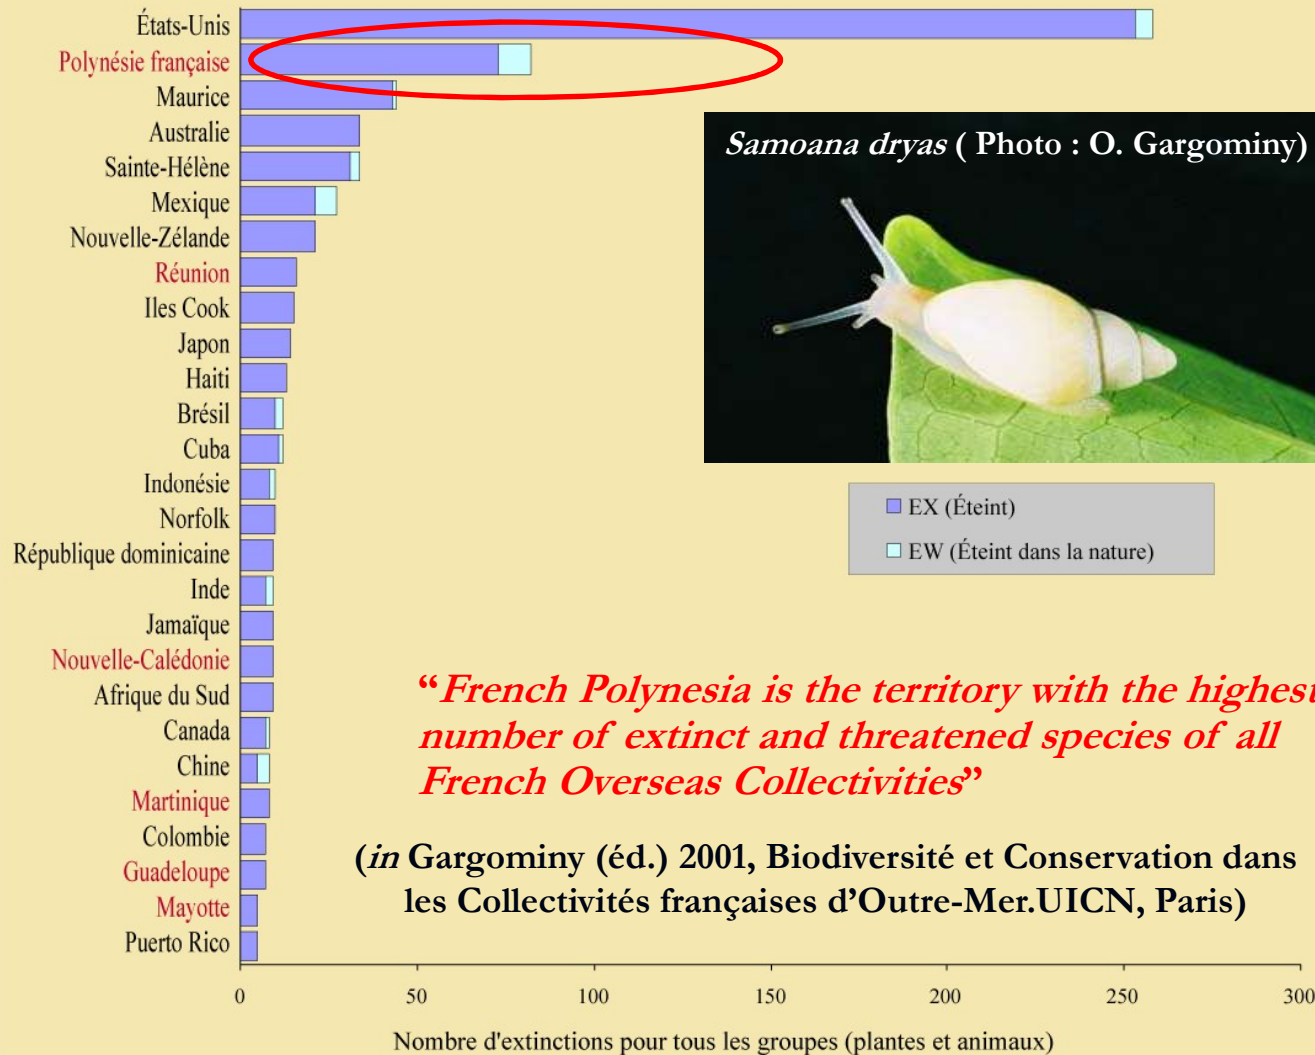 États-Unis
Polynésie française
Maurice
Australie
Sainte-Hélène
Mexique
Nouvelle-Zélande
Réunion
Iles Cook
Japon
Haiti
Brésil
Cuba
Indonésie
Norfolk
République dominicaine
Inde
Jamaïque
Nouvelle-Calédonie
Afrique du Sud
Canada
Chine
Martinique
Colombie
Guadeloupe
Mayotte
Puerto Rico
0 50 100 150 200 250 300
Nombre d'extinctions pour tous les groupes (plantes et animaux)
Samoana dryas ( Photo : O. Gargominy)
EX (Éteint)
EW (Éteint dans la nature)
“French Polynesia is the territory with the highest
number of extinct and threatened species of all
French Overseas Collectivities”
(in Gargominy (éd.) 2001, Biodiversité et Conservation dans
les Collectivités françaises d’Outre-Mer.UICN, Paris)